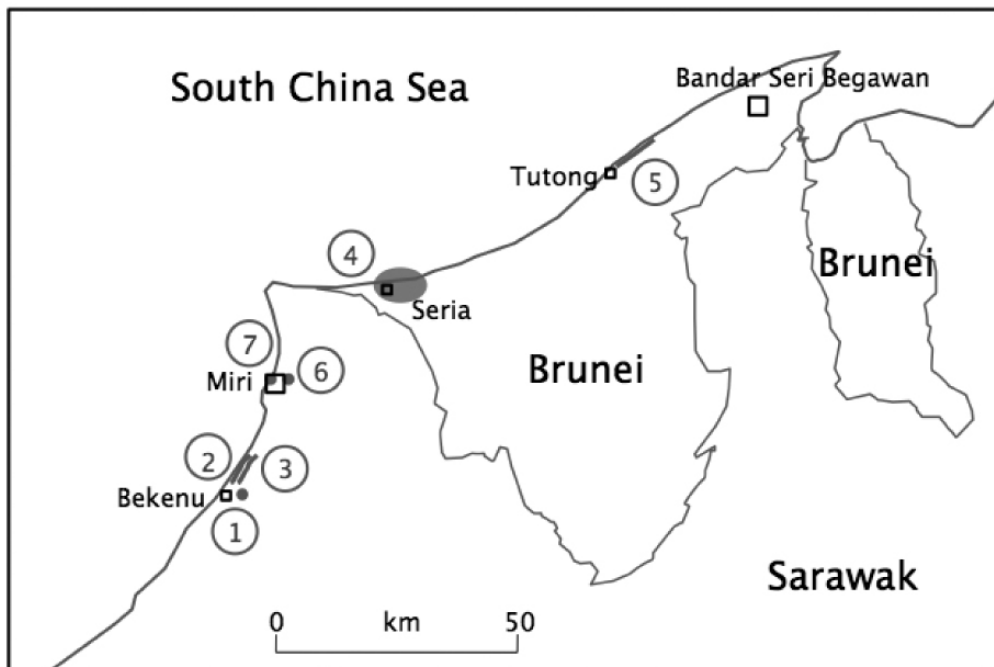 South China Sea
Bandar Seri Begawan
Tutong
5
4
Seria
Brunei
Brunei
7
Miri
6
2
3
Bekenu
1
Sarawak
0 km 50